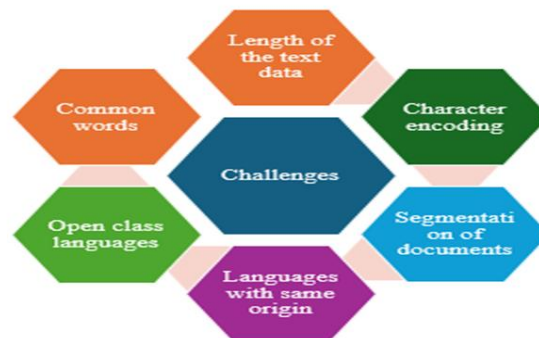 Length of
the text
data
Common
words
Character
encoding
Challenges
Open class
languages
Segmentati
on of
documents
Languages
with same
origin